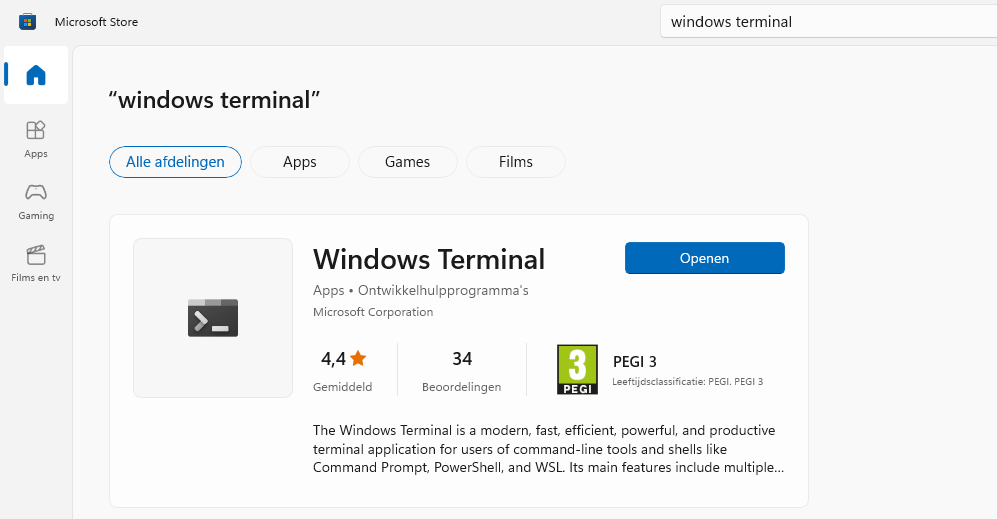 Microsoft Store
windows terminal
“windows terminal”
Alle afdelingen
Apps
Games
Films
Apps
Gaming
Films en tv
Windows Terminal
Openen
Apps • Ontwikkelhulpprogramma's
Microsoft Corporation
4,4
34
3
PEGI
PEGI 3
Gemiddeld
Beoordelingen
Leeftijdsclassificatie: PEGI. PEGI 3
The Windows Terminal is a modern, fast, efficient, powerful, and productive
terminal application for users of command-line tools and shells like
Command Prompt, PowerShell, and WSL. Its main features include multiple...